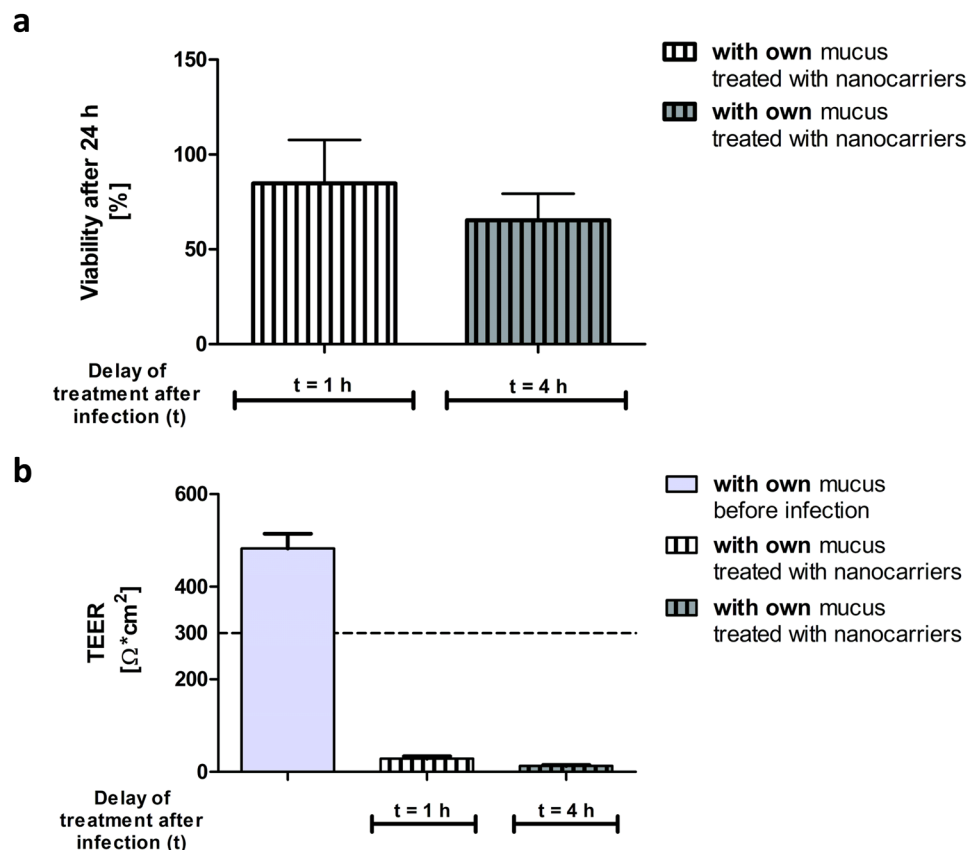 a
150
100
50
0
Viability after 24 h
[%]
with own mucus
treated with nanocarriers
with own mucus
treated with nanocarriers
Delay of
treatment after
infection (t)
t = 1 h
t = 4 h
b
600
400
300
200
0
TEER
[Ω*cm²]
with own mucus
before infection
with own mucus
treated with nanocarriers
with own mucus
treated with nanocarriers
Delay of
treatment after
infection (t)
t = 1 h
t = 4 h